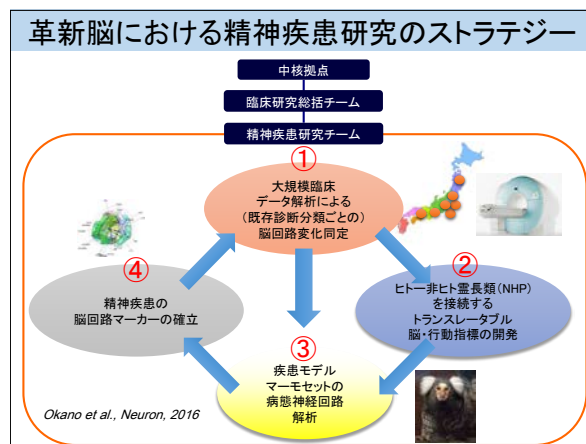 革新脳における精神疾患研究のストラテジー
中核拠点
臨床研究総括チーム
精神疾患研究チーム
①
大規模臨床
データ解析による
(既存診断分類ごとの)
脳回路変化同定
②
ヒトー非ヒト霊長類(NHP)
を接続する
トランスレータブル
脳・行動指標の開発
④
精神疾患の
脳回路マーカーの確立
③
疾患モデル
マーモセットの
病態神経回路
解析
Okano et al., Neuron, 2016